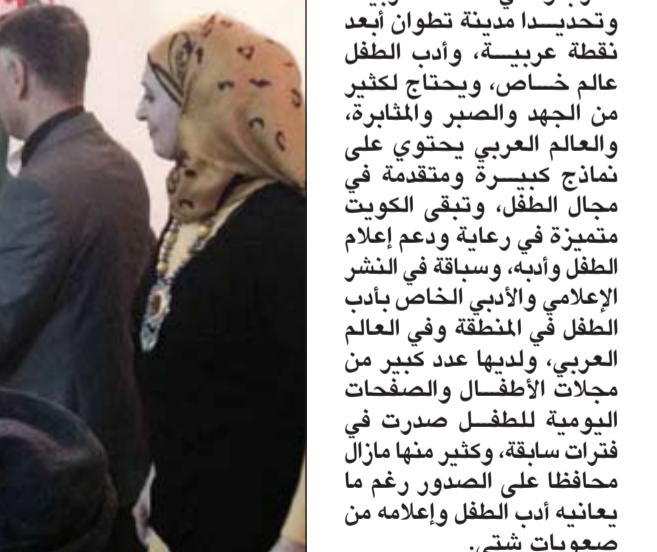 وتحديدا مدينة تطوان أبعد
نقطة عربية، وأدب الطفل
عالم خاص، ويحتاج لكثير
من الجهد والصبر والمثابرة،
والعالم العربي يحتوي على
نماذج كبيرة ومتقدمة في
مجال الطفل، وتبقى الكويت
متميزة في رعاية ودعم إعلام
الطفل وأدبه، وسباقة في النشر
الإعلامي والأدبي الخاص بأدب
الطفل في المنطقة وفي العالم
العربي، ولديها عدد كبير من
مجلات الأطفال والصفحات
اليومية للطفل صدرت في
فترات سابقة، وكثير منها مازال
محافظا على الصدور رغم ما
يعانيه أدب الطفل وإعلامه من
صعوبات شتى.